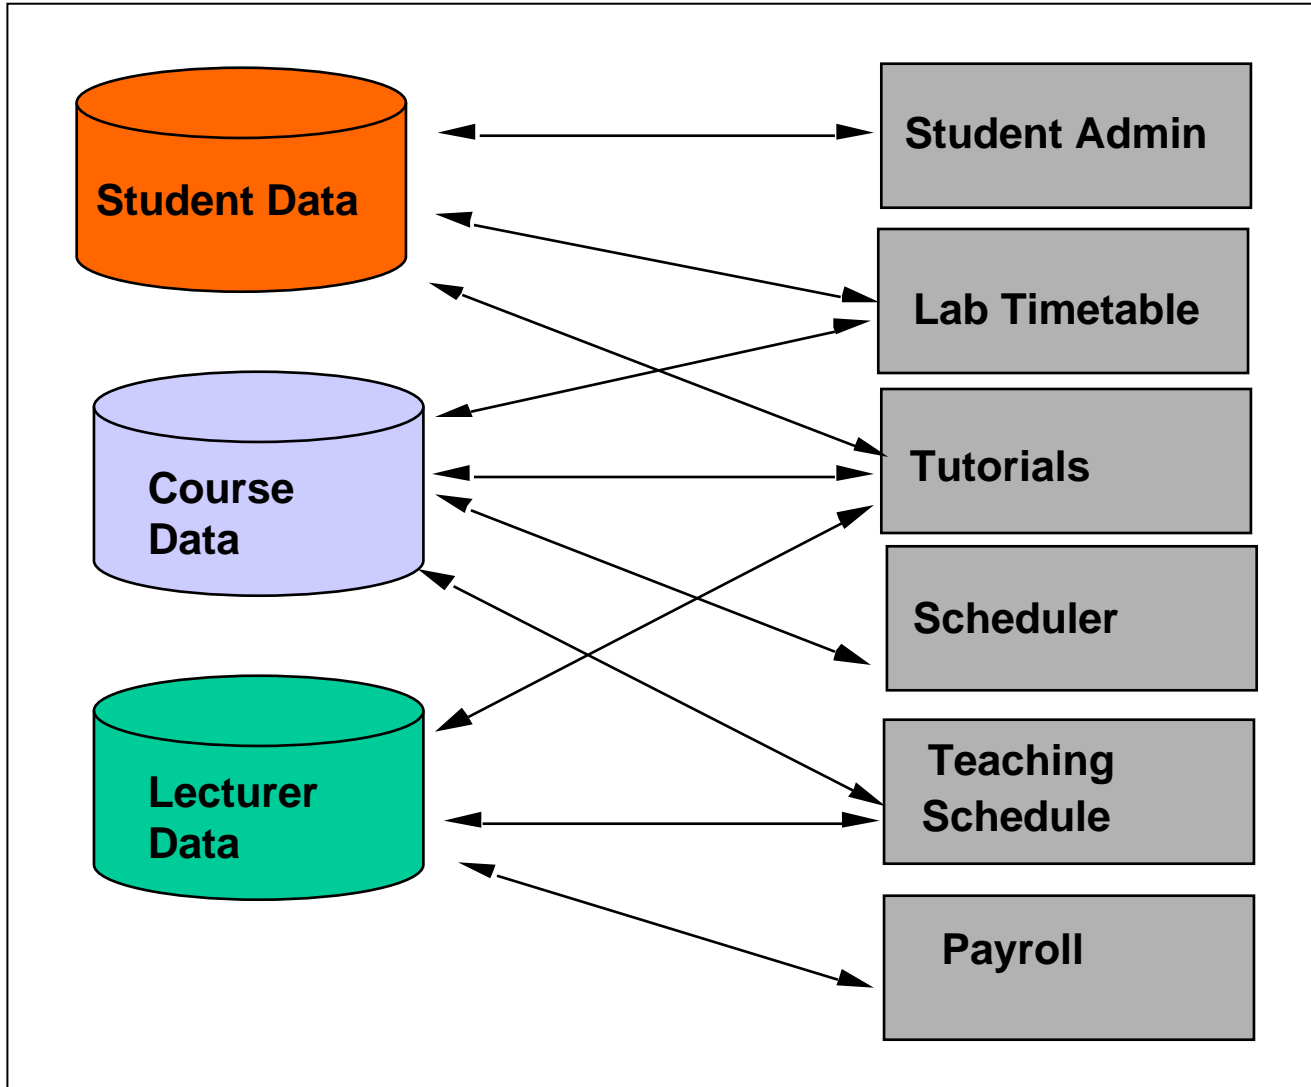 Student Data
Course
Data
Lecturer
Data
Student Admin
Lab Timetable
Tutorials
Scheduler
Teaching
Schedule
Payroll